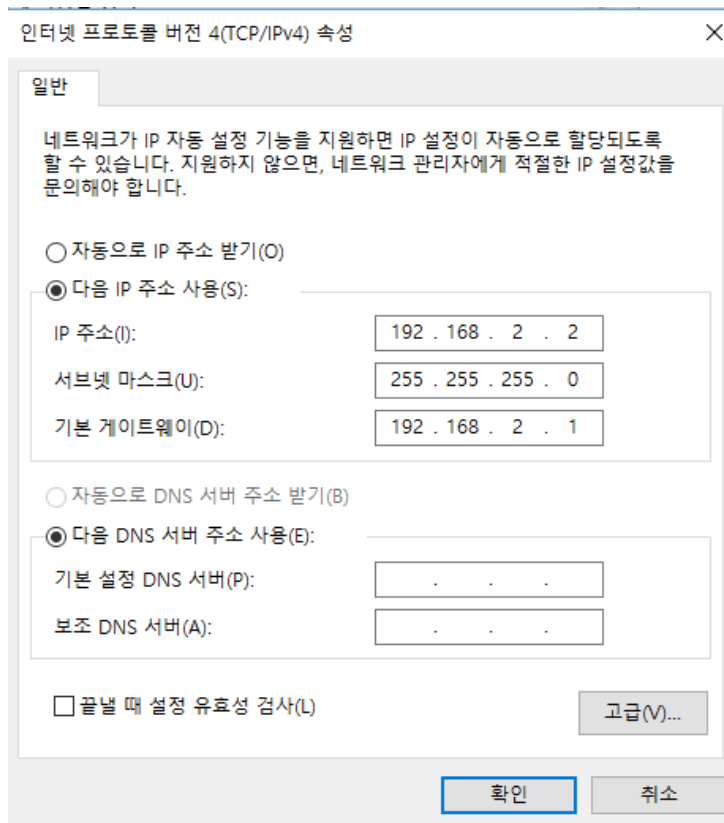 인터넷 프로토콜 버전 4(TCP/IPv4) 속성
일반
네트워크가 IP 자동 설정 기능을 지원하면 IP 설정이 자동으로 할당되도록
할 수 있습니다. 지원하지 않으면, 네트워크 관리자에게 적절한 IP 설정값을
문의해야 합니다.
자동으로 IP 주소 받기(O)
다음 IP 주소 사용(S):
IP 주소(I): 192 . 168 . 2 . 2
서브넷 마스크(U): 255 . 255 . 255 . 0
기본 게이트웨이(D): 192 . 168 . 2 . 1
자동으로 DNS 서버 주소 받기(B)
다음 DNS 서버 주소 사용(E):
기본 설정 DNS 서버(P): . . .
보조 DNS 서버(A): . . .
끝낼 때 설정 유효성 검사(L)
고급(V)...
확인 취소